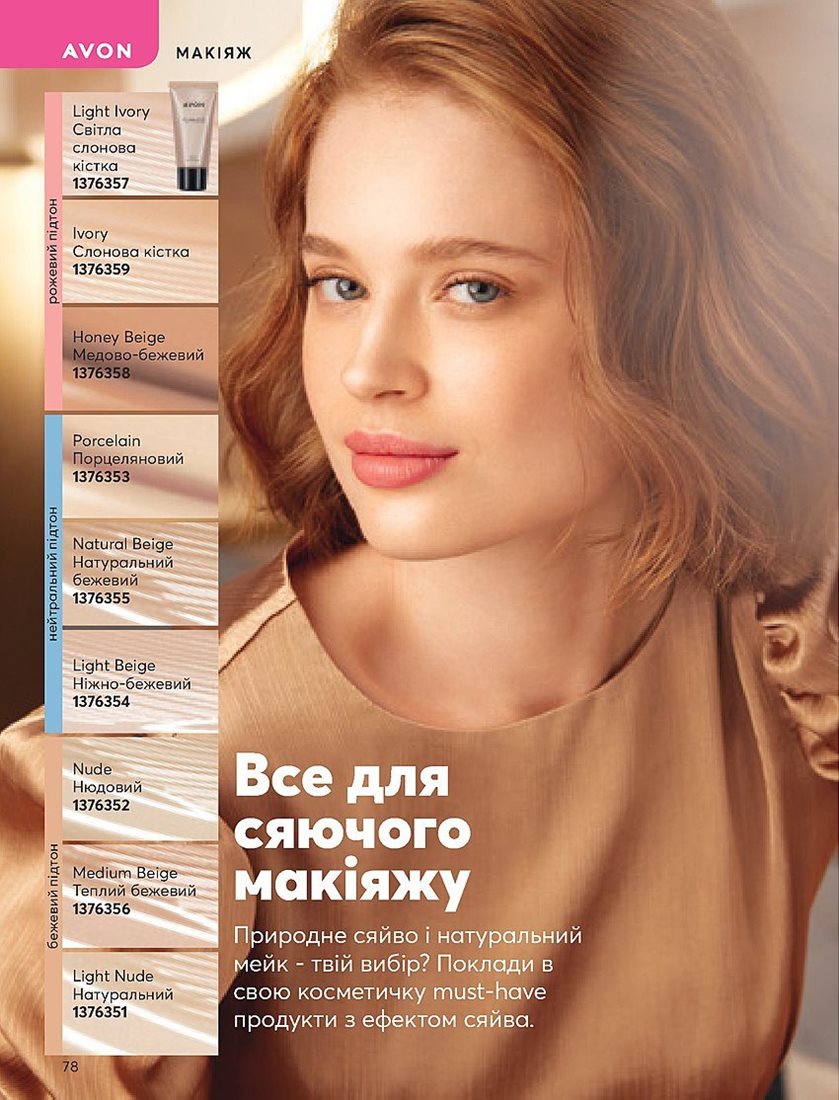 AVON
МАКІЯЖ
Light Ivory
Світла
слонова
кістка
1376357
Ivory
Слонова кістка
1376359
Honey Beige
Медово-бежевий
1376358
рожевий підтон
Porcelain
Порцеляновий
1376353
Natural Beige
Натуральний
бежевий
1376355
Light Beige
Ніжно-бежевий
1376354
нейтральний підтон
Nude
Нюдовий
1376352
Medium Beige
Теплий бежевий
1376356
Light Nude
Натуральний
1376351
бежевий підтон
Все для
сяючого
макіяжу
Природне сяйво і натуральний
мейк - твій вибір? Поклади в
свою косметичку must-have
продукти з ефектом сяйва.
78